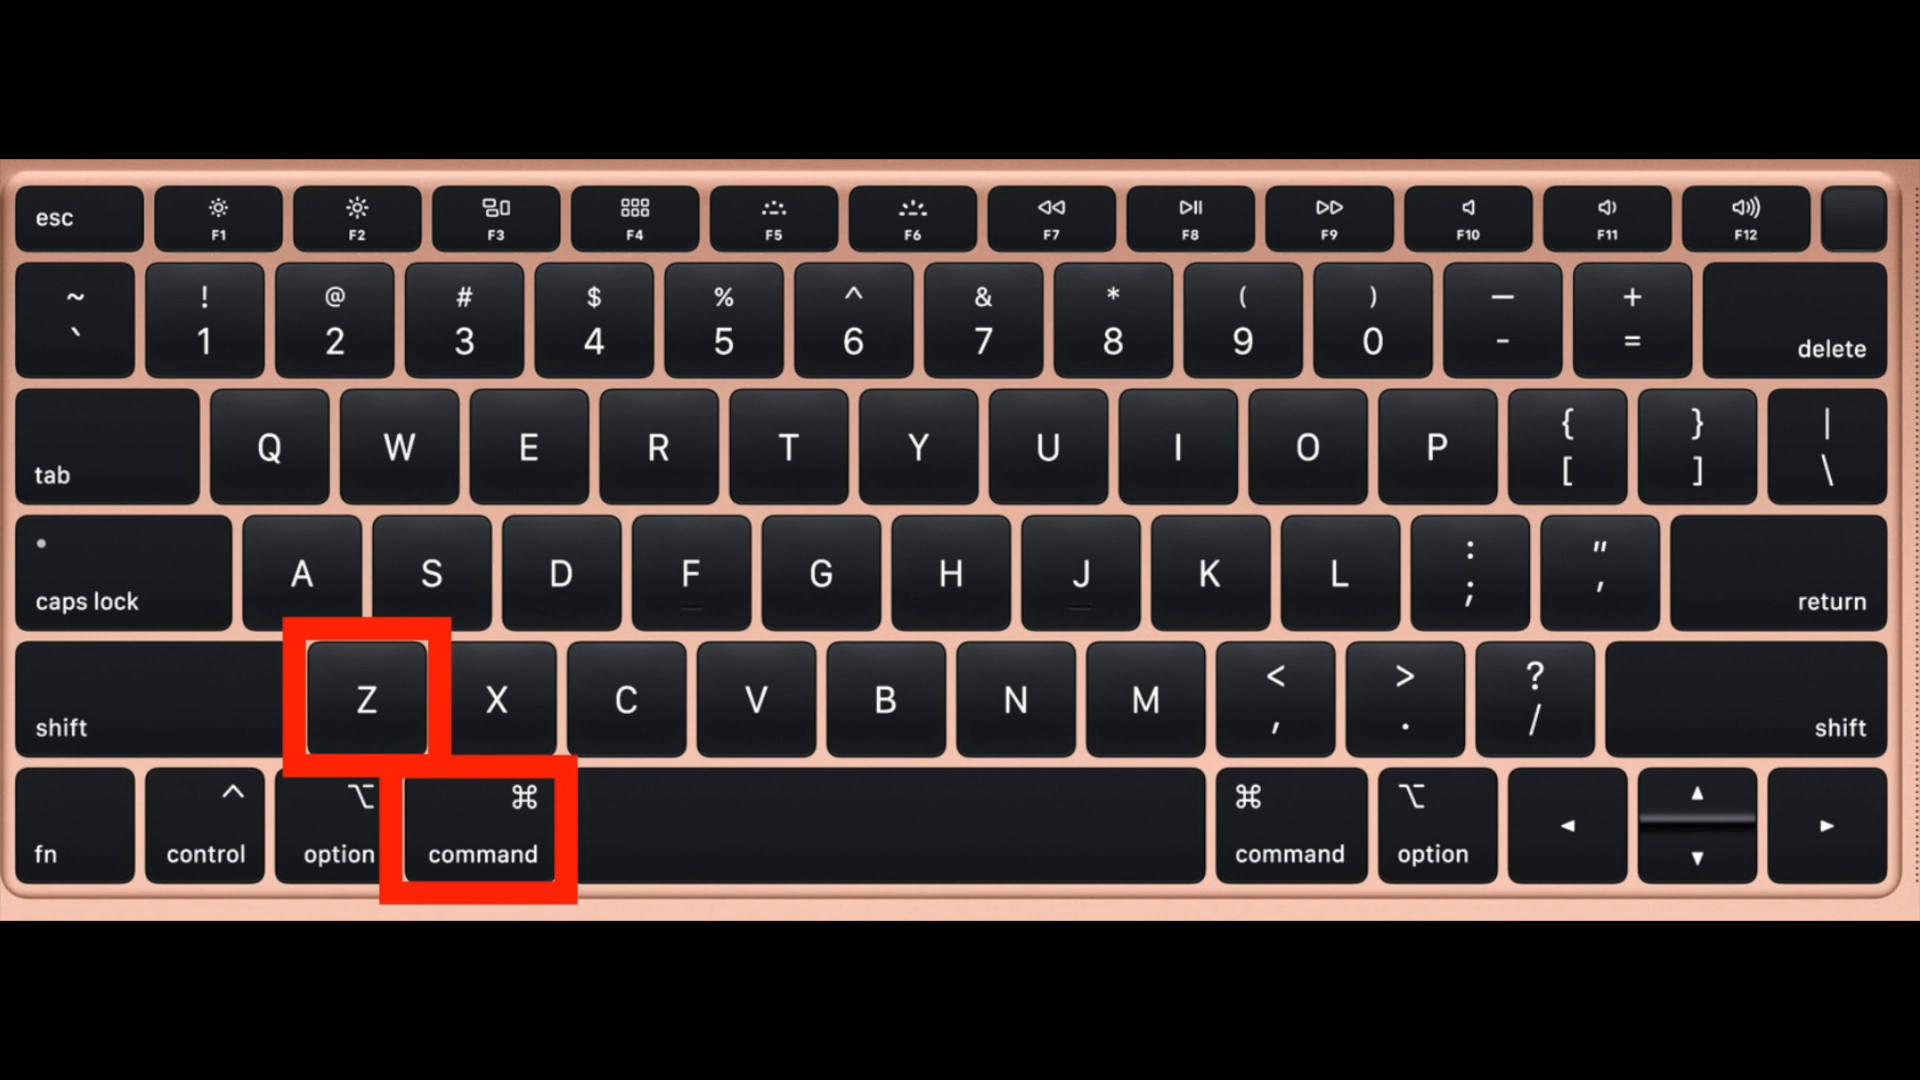 esc F1 F2 F3 F4 F5 F6 F7 F8 F9 F10 F11 F12
~ ! @ # $ % ^ & * ( ) — +
` 1 2 3 4 5 6 7 8 9 0 - = delete
tab Q W E R T Y U I O P { } |
[ ] \
caps lock A S D F G H J K L : "
; ' return
shift Z X C V B N M < > ?
, . / shift
^ ⌥ ⌘ ⌘ ⌥
fn control option command command option ◄ ▲ ▼ ►